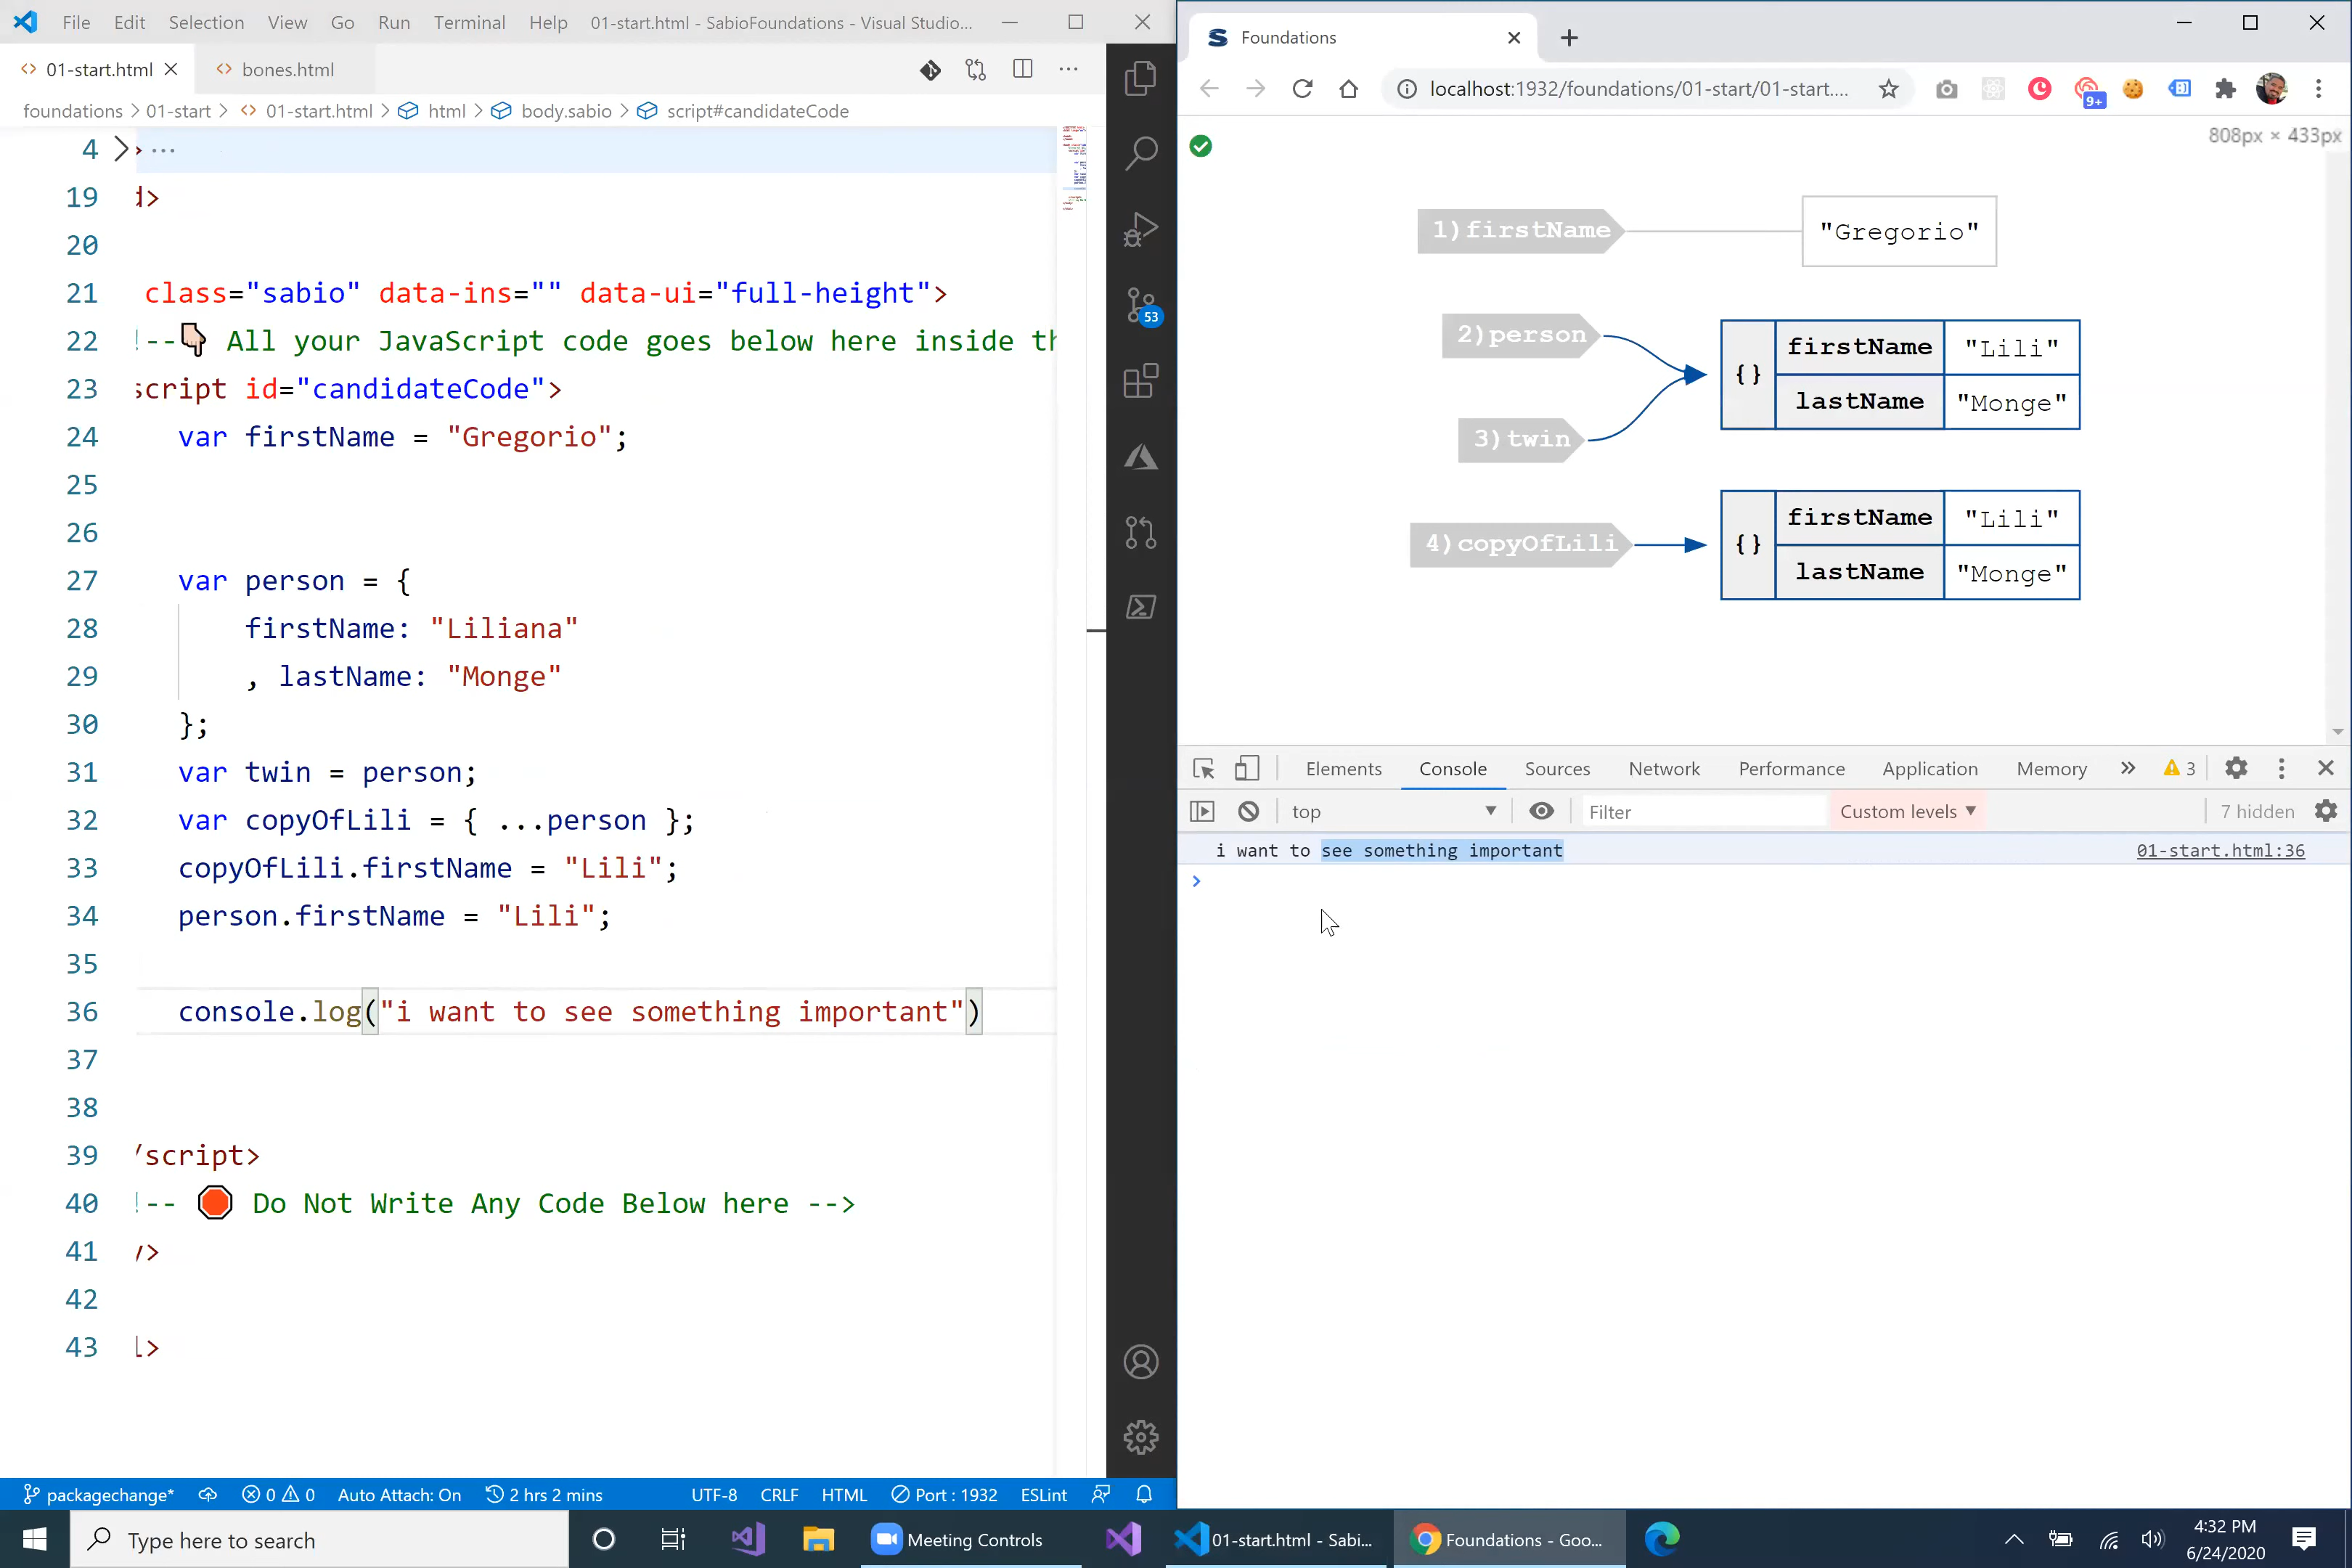 File Edit Selection View Go Run Terminal Help 01-start.html - SabioFoundations - Visual Studio...
01-start.html bones.html
foundations > 01-start > 01-start.html > html > body.sabio > script#candidateCode
4 > ...
19 d>
20
21 class="sabio" data-ins="" data-ui="full-height">
22 !-- 👇 All your JavaScript code goes below here inside th
23 script id="candidateCode">
24 var firstName = "Gregorio";
25
26
27 var person = {
28 firstName: "Liliana"
29 , lastName: "Monge"
30 };
31 var twin = person;
32 var copyOfLili = { ...person };
33 copyOfLili.firstName = "Lili";
34 person.firstName = "Lili";
35
36 console.log("i want to see something important")
37
38
39 /script>
40 !-- 🛑 Do Not Write Any Code Below here -->
41 />
42
43 l>
53
packagechange* 0 0 Auto Attach: On 2 hrs 2 mins UTF-8 CRLF HTML Port : 1932 ESLint
Foundations
localhost:1932/foundations/01-start/01-start....
9+
808px × 433px
1)firstName "Gregorio"
2)person
3)twin
{} firstName "Lili"
lastName "Monge"
4)copyOfLili
{} firstName "Lili"
lastName "Monge"
Elements Console Sources Network Performance Application Memory » 3
top Filter Custom levels 7 hidden
i want to see something important 01-start.html:36
>
Type here to search
Meeting Controls
01-start.html - Sabi...
Foundations - Goo...
4:32 PM
6/24/2020